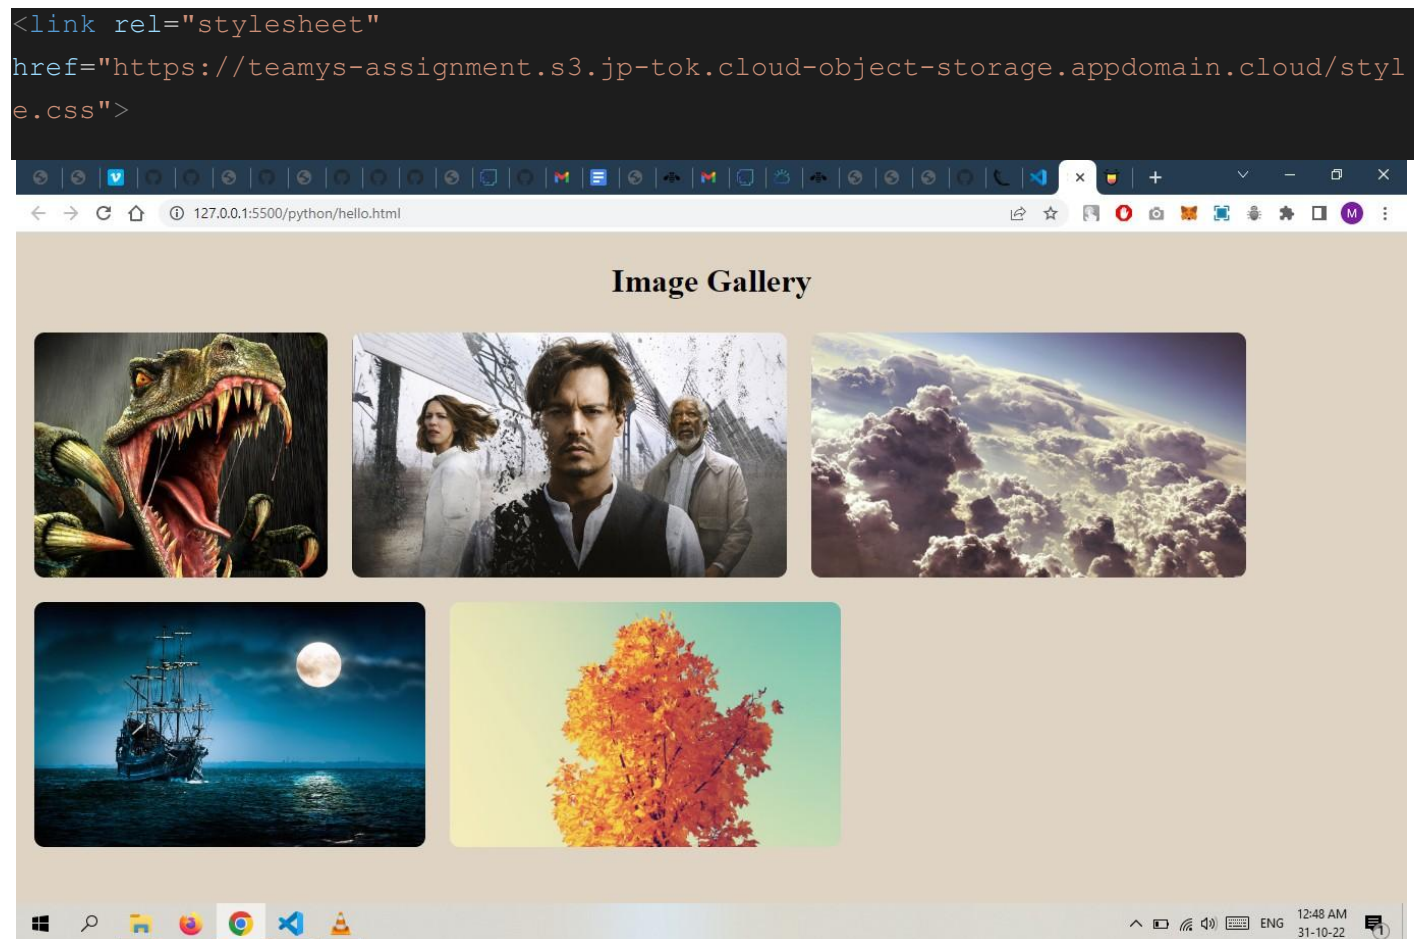 <link rel="stylesheet"
href="https://teamys-assignment.s3.jp-tok.cloud-object-storage.appdomain.cloud/styl
e.css">
127.0.0.1:5500/python/hello.html
M
Image Gallery
ENG
12:48 AM
31-10-22
1